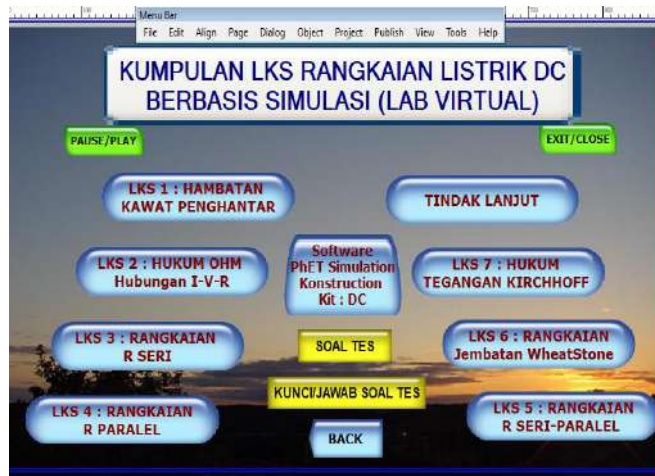 Menu Bar
File Edit Align Page Dialog Object Project Publish View Tools Help
KUMPULAN LKS RANGKAIAN LISTRIK DC
BERBASIS SIMULASI (LAB VIRTUAL)
PAUSE/PLAY
EXIT/CLOSE
LKS 1 : HAMBATAN
KAWAT PENGHANTAR
TINDAK LANJUT
LKS 2 : HUKUM OHM
Hubungan I-V-R
Software
PhET Simulation
Konstruction
Kit : DC
LKS 7 : HUKUM
TEGANGAN KIRCHHOFF
LKS 3 : RANGKAIAN
R SERI
SOAL TES
LKS 6 : RANGKAIAN
Jembatan WheatStone
KUNCI/JAWAB SOAL TES
LKS 4 : RANGKAIAN
R PARALEL
BACK
LKS 5 : RANGKAIAN
R SERI-PARALEL